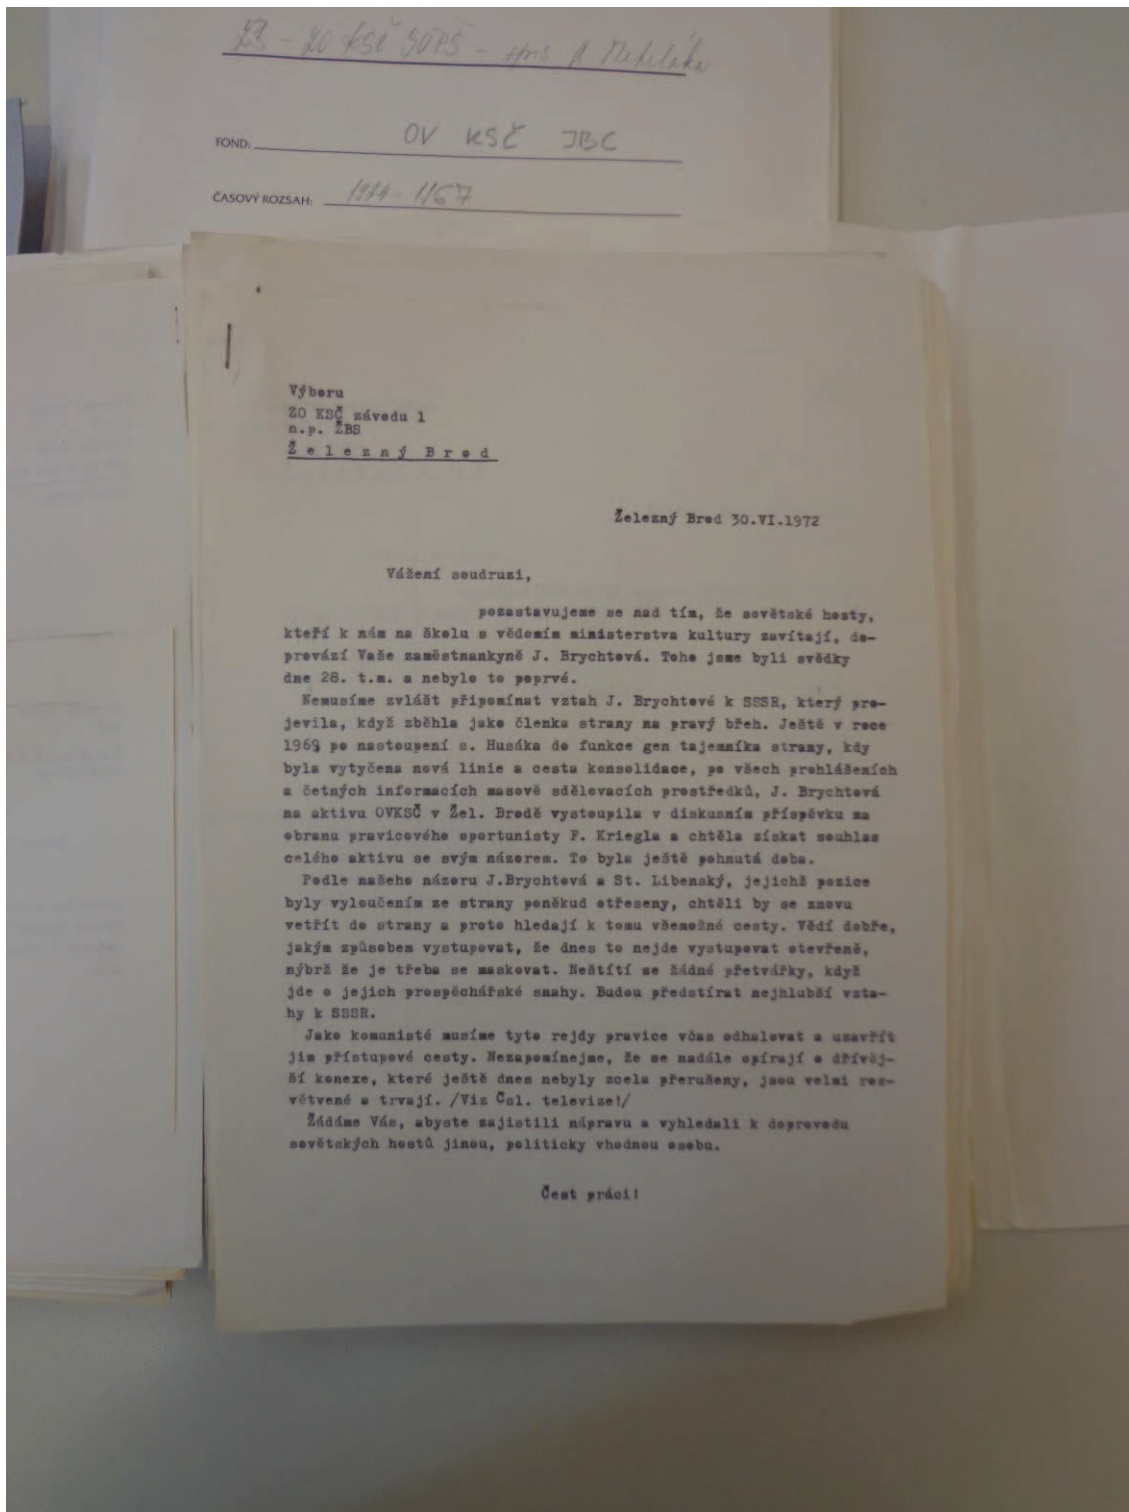 ZO KSČ SUPŠ
FOND: OV KSČ JBC
ČASOVÝ ROZSAH:
Výboru
ZO KSČ závodu 1
n.p. ŽBS
Železný Brod
Železný Brod 30.VI.1972
Vážení soudruzi,
pozastavujeme se nad tím, že sovětské hosty,
kteří k nám na školu s vědomím ministerstva kultury zavítají, do-
provází Vaše zaměstnankyně J. Brychtová. Toho jsme byli svědky
dne 28. t.m. a nebylo to poprvé.
Nemusíme zvlášt připomínat vztah J. Brychtové k SSSR, který pro-
jevila, když zběhla jako členka strany na pravý břeh. Ještě v roce
1969 po nastoupení s. Husáka do funkce gen tajemníka strany, kdy
byla vytyčena nová linie a cesta konsolidace, po všech prohlášeních
a četných informacích masově sdělovacích prostředků, J. Brychtová
na aktivu OVKSČ v Žel. Brodě vystoupila v diskusním příspěvku na
obranu pravicového oportunisty F. Kriegla a chtěla získat souhlas
celého aktivu se svým názorem. To byla ještě pohnutá doba.
Podle našeho názoru J.Brychtová a St. Libenský, jejichž pozice
byly vyloučením ze strany poněkud otřeseny, chtěli by se znovu
vetřít do strany a proto hledají k tomu všemožné cesty. Vědí dobře,
jakým způsobem vystupovat, že dnes to nejde vystupovat otevřeně,
nýbrž že je třeba se maskovat. Neštítí se žádné přetvářky, když
jde o jejich prospěchářské snahy. Budou předstírat nejhlubší vzta-
hy k SSSR.
Jako komunisté musíme tyto rejdy pravice včas odhalovat a uzavřít
jim přístupové cesty. Nezapomínejme, že se nadále opírají o dřívěj-
ší konexe, které ještě dnes nebyly zcela přerušeny, jsou velmi roz-
větvené a trvají. /Viz Čsl. televize!/
Žádáme Vás, abyste zajistili nápravu a vyhledali k doprovodu
sovětských hostů jinou, politicky vhodnou osobu.
Čest práci!